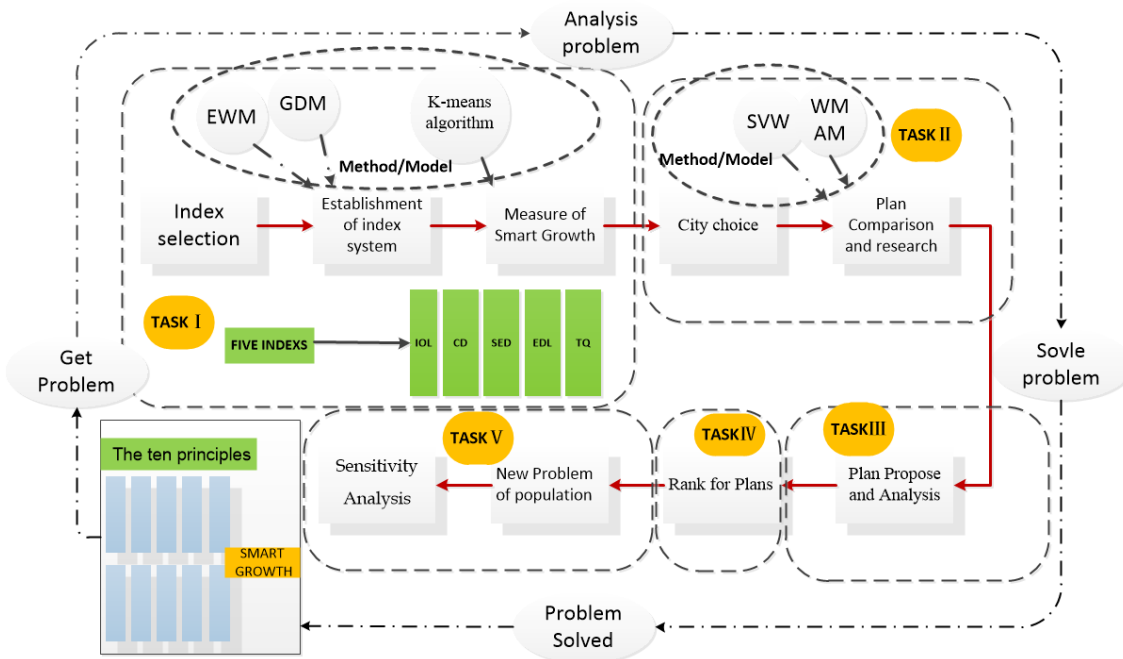 Analysis
problem
EWM
GDM
K-means
algorithm
Method/Model
SVW
WM
AM
Method/Model
TASK Ⅱ
Index
selection
Establishment
of index
system
Measure of
Smart Growth
City choice
Plan
Comparison
and research
TASK Ⅰ
FIVE INDEXS
IOL
CD
SED
EDL
TQ
Get
Problem
Sovle
problem
The ten principles
SMART
GROWTH
TASK Ⅴ
Sensitivity
Analysis
New Problem
of population
TASKⅣ
Rank for Plans
TASKⅢ
Plan Propose
and Analysis
Problem
Solved